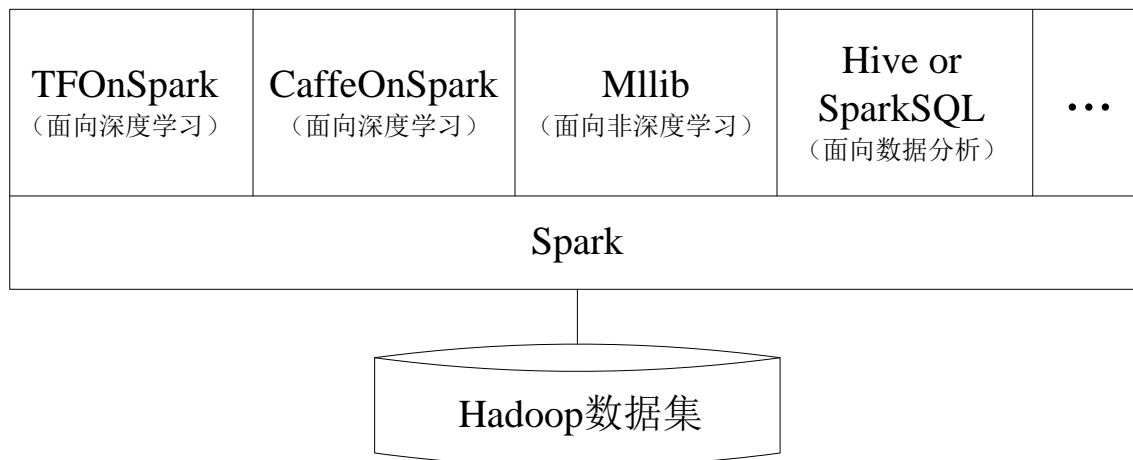 TFOnSpark
（面向深度学习）
CaffeOnSpark
（面向深度学习）
Mllib
（面向非深度学习）
Hive or
SparkSQL
（面向数据分析）
…
Spark
Hadoop数据集